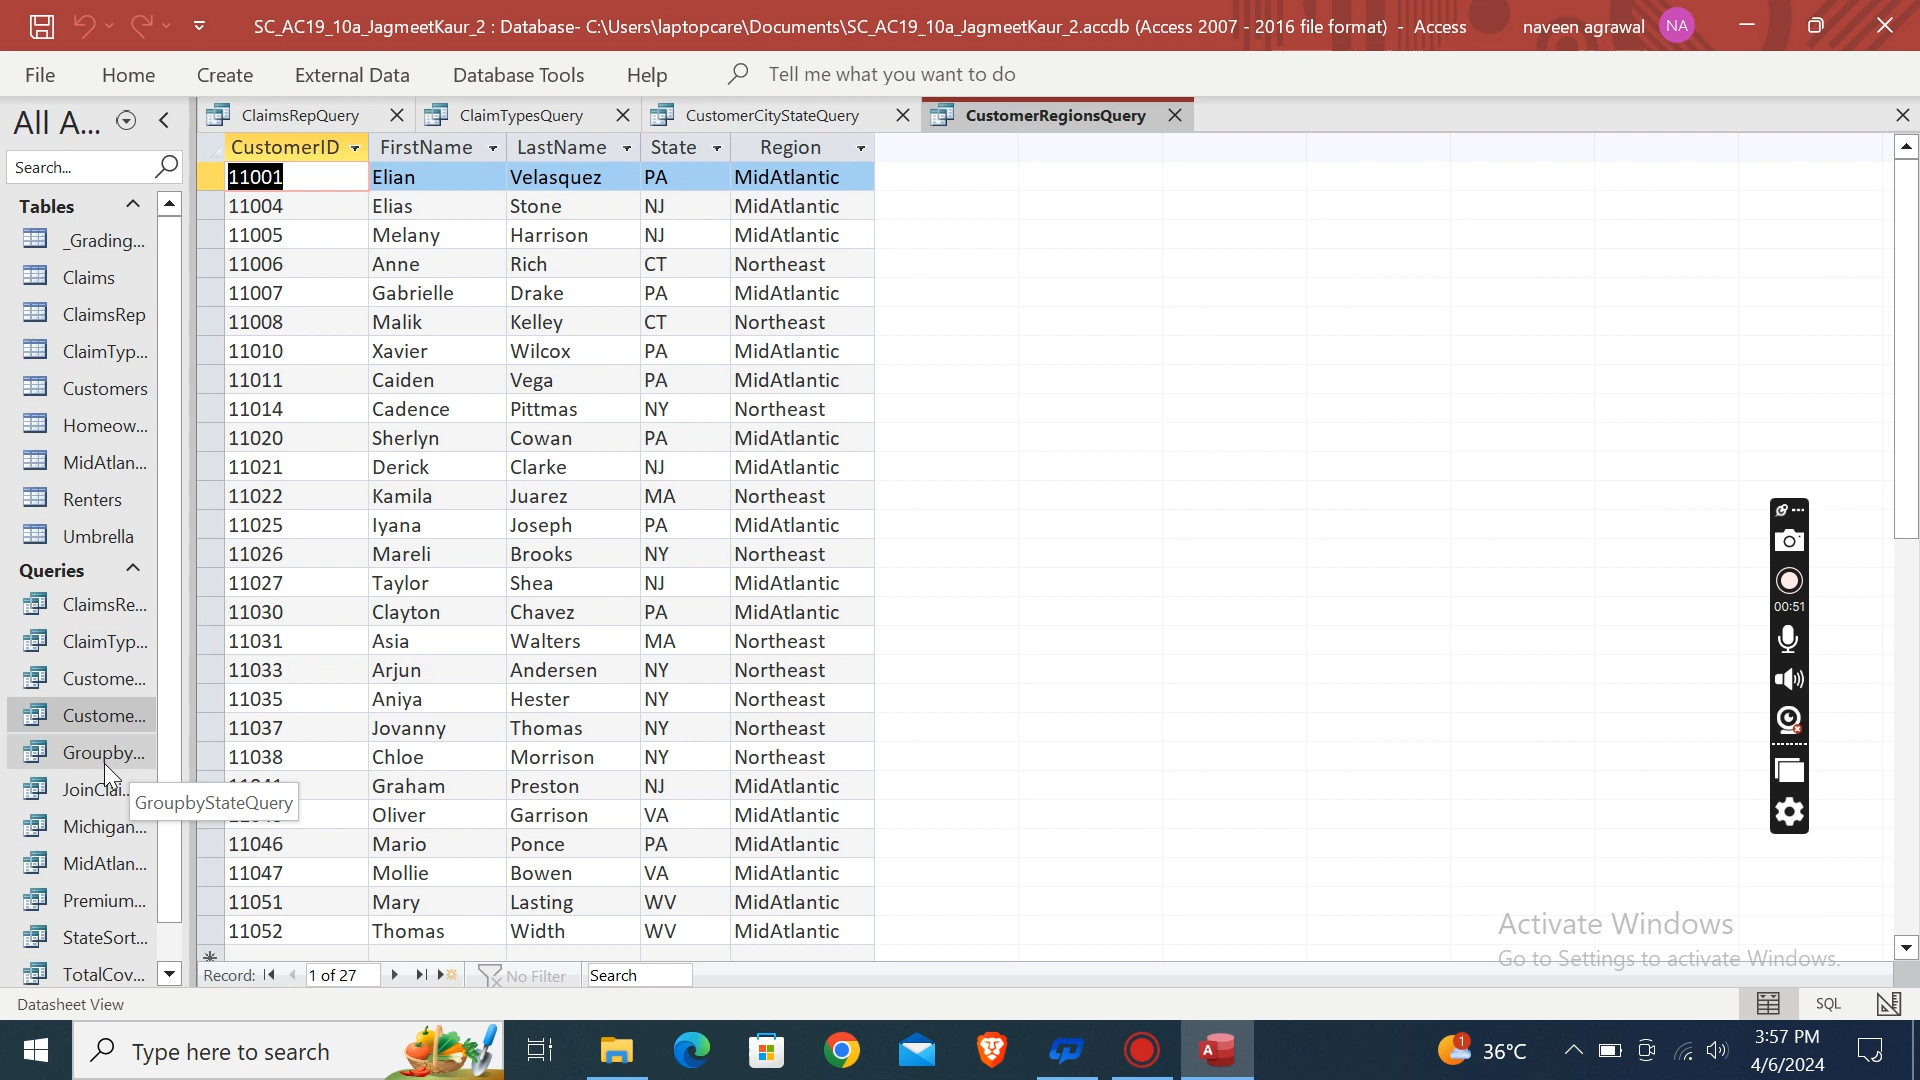 SC_AC19_10a_JagmeetKaur_2 : Database- C:\Users\laptopcare\Documents\SC_AC19_10a_JagmeetKaur_2.accdb (Access 2007 - 2016 file format) - Access
naveen agrawal
NA
File Home Create External Data Database Tools Help Tell me what you want to do
All A...
ClaimsRepQuery ClaimTypesQuery CustomerCityStateQuery CustomerRegionsQuery
Search...
Tables
_Grading...
Claims
ClaimsRep
ClaimTyp...
Customers
Homeow...
MidAtlan...
Renters
Umbrella
Queries
ClaimsRe...
ClaimTyp...
Custome...
Custome...
Groupby...
JoinClai...
Michigan...
MidAtlan...
Premium...
StateSort...
TotalCov...
GroupbyStateQuery
CustomerID FirstName LastName State Region
11001 Elian Velasquez PA MidAtlantic
11004 Elias Stone NJ MidAtlantic
11005 Melany Harrison NJ MidAtlantic
11006 Anne Rich CT Northeast
11007 Gabrielle Drake PA MidAtlantic
11008 Malik Kelley CT Northeast
11010 Xavier Wilcox PA MidAtlantic
11011 Caiden Vega PA MidAtlantic
11014 Cadence Pittmas NY Northeast
11020 Sherlyn Cowan PA MidAtlantic
11021 Derick Clarke NJ MidAtlantic
11022 Kamila Juarez MA Northeast
11025 Iyana Joseph PA MidAtlantic
11026 Mareli Brooks NY Northeast
11027 Taylor Shea NJ MidAtlantic
11030 Clayton Chavez PA MidAtlantic
11031 Asia Walters MA Northeast
11033 Arjun Andersen NY Northeast
11035 Aniya Hester NY Northeast
11037 Jovanny Thomas NY Northeast
11038 Chloe Morrison NY Northeast
Graham Preston NJ MidAtlantic
Oliver Garrison VA MidAtlantic
11046 Mario Ponce PA MidAtlantic
11047 Mollie Bowen VA MidAtlantic
11051 Mary Lasting WV MidAtlantic
11052 Thomas Width WV MidAtlantic
Record: 1 of 27 No Filter Search
00:51
Activate Windows
Go to Settings to activate Windows.
Datasheet View
SQL
Type here to search
1
36°C
3:57 PM
4/6/2024